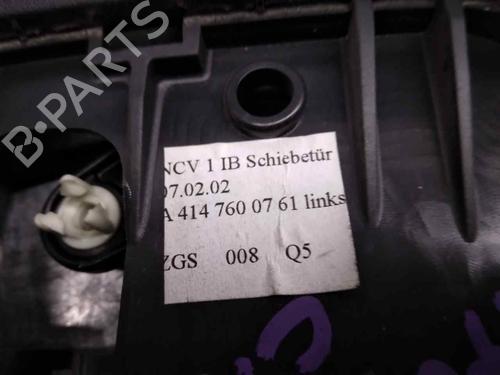 B-PARTS
NCV 1 IB Schiebetür
07.02.02
A 414 760 07 61 links
ZGS 008 Q5